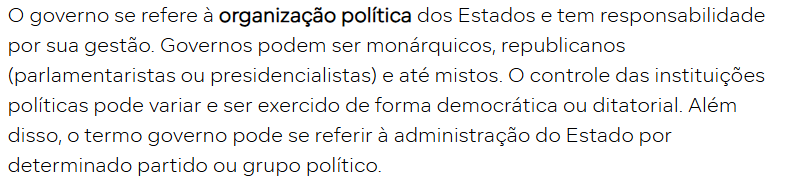 O governo se refere à organização política dos Estados e tem responsabilidade
por sua gestão. Governos podem ser monárquicos, republicanos
(parlamentaristas ou presidencialistas) e até mistos. O controle das instituições
políticas pode variar e ser exercido de forma democrática ou ditatorial. Além
disso, o termo governo pode se referir à administração do Estado por
determinado partido ou grupo político.